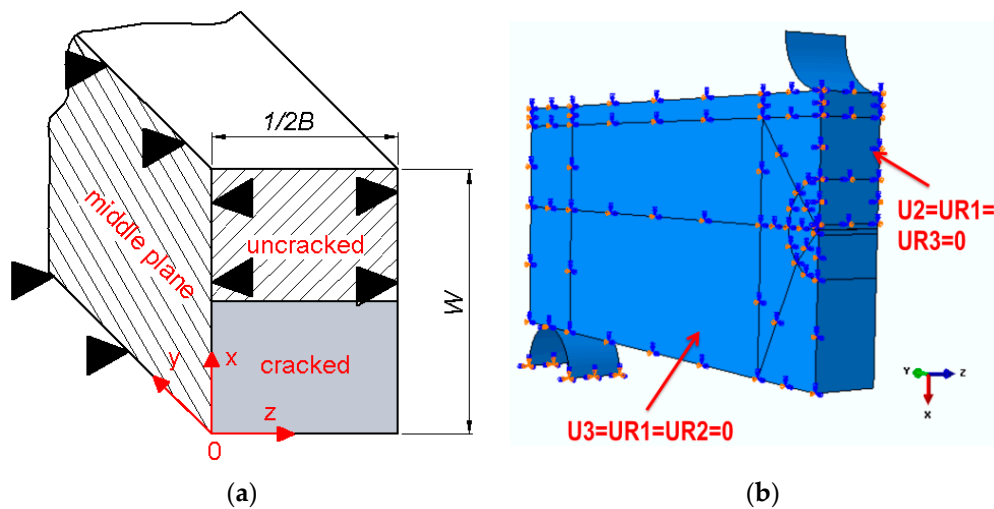 1/2B
middle plane
uncracked
W
cracked
y
x
z
0
(a)
U2=UR1=
UR3=0
U3=UR1=UR2=0
Y
Z
X
(b)